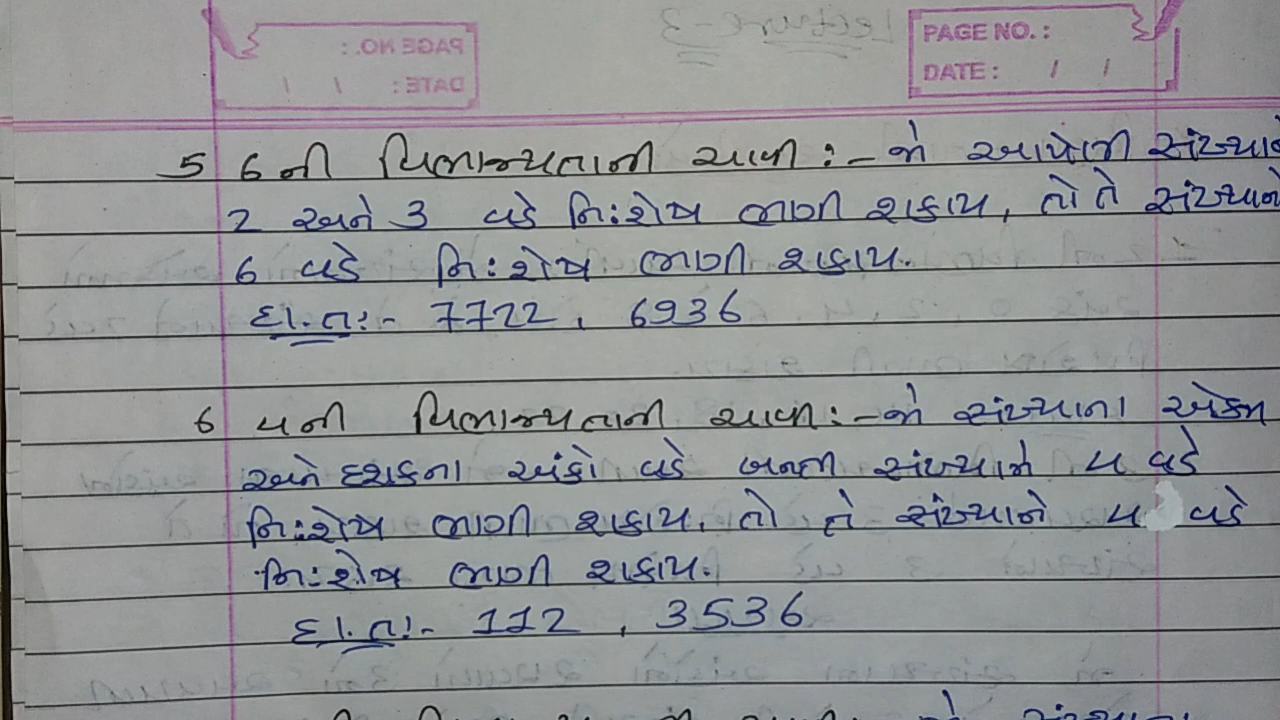 PAGE NO. :
DATE : / /
5 6ની વિભાજ્યતાની ચાવી :- જો આપેલી સંખ્યાને
2 અને 3 વડે નિ:શેષ ભાગી શકાય, તો તે સંખ્યાને
6 વડે નિ:શેષ ભાગી શકાય.
દા.ત.:- 7722, 6936
6 4ની વિભાજ્યતાની ચાવી :- જો સંખ્યાના એકમ
અને દશકના અંકો વડે બનતી સંખ્યાને 4 વડે
નિ:શેષ ભાગી શકાય, તો તે સંખ્યાને 4 વડે
નિ:શેષ ભાગી શકાય.
દા.ત.:- 112, 3536